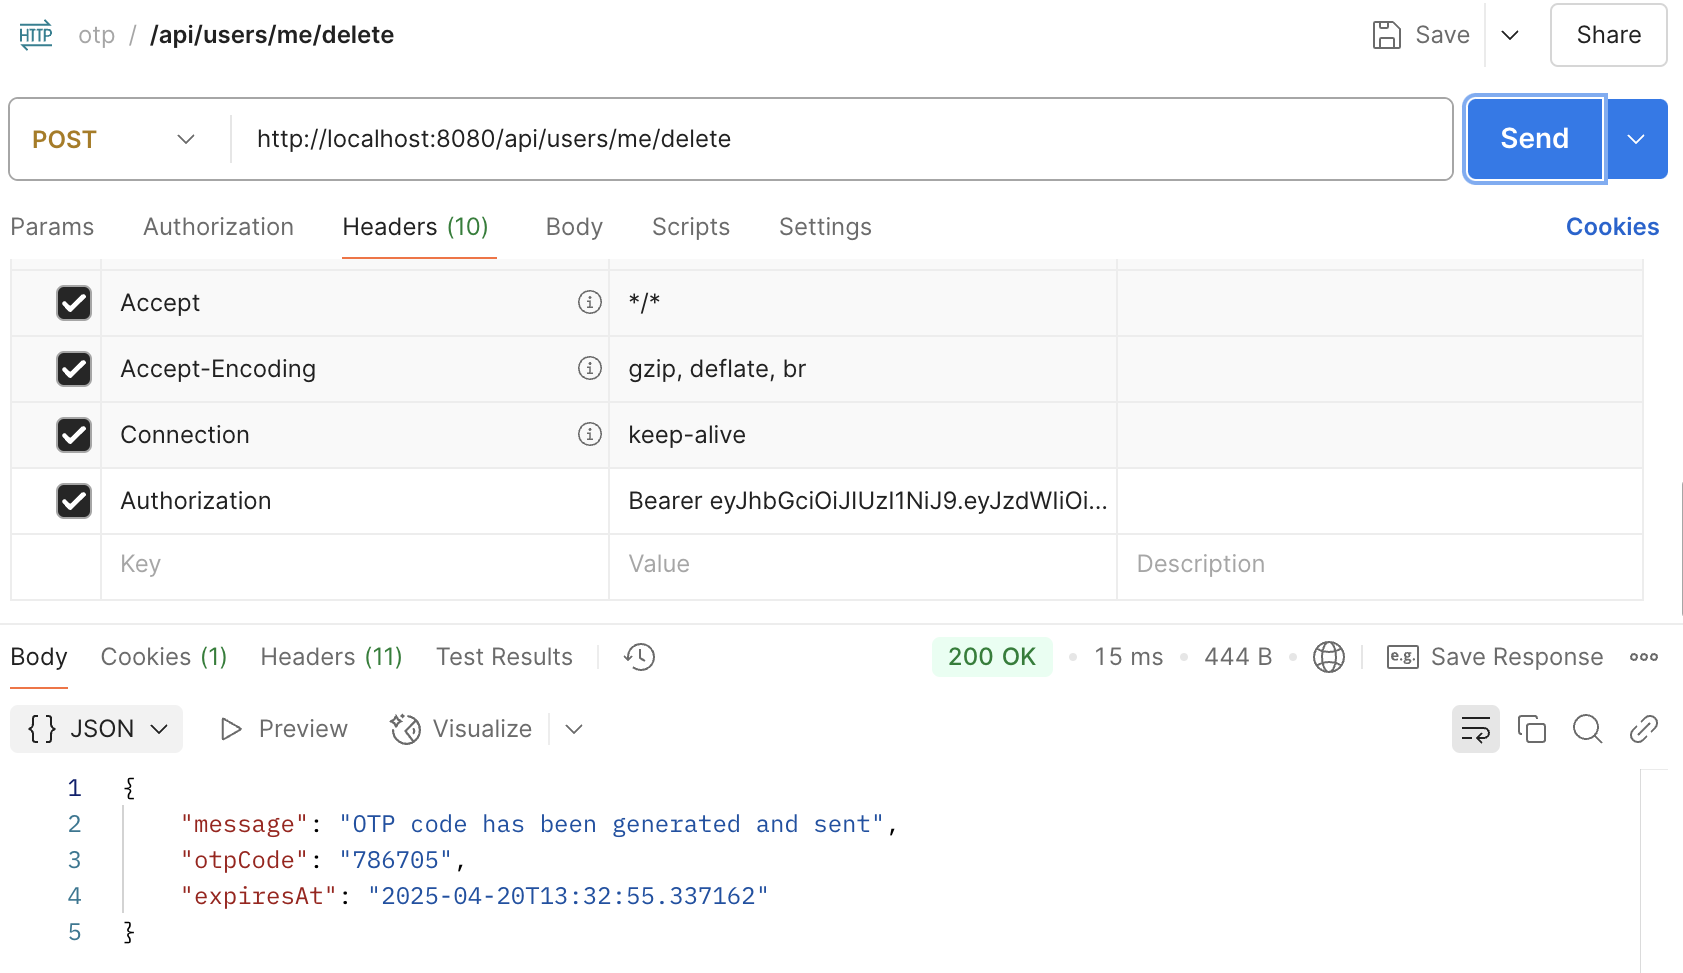 HTTP otp / /api/users/me/delete Save Share
POST http://localhost:8080/api/users/me/delete Send
Params Authorization Headers (10) Body Scripts Settings Cookies
Accept */*
Accept-Encoding gzip, deflate, br
Connection keep-alive
Authorization Bearer eyJhbGciOiJIUzI1NiJ9.eyJzdWIiOi...
Key Value Description
Body Cookies (1) Headers (11) Test Results 200 OK • 15 ms • 444 B • e.g. Save Response
{} JSON Preview Visualize
1 {
2 "message": "OTP code has been generated and sent",
3 "otpCode": "786705",
4 "expiresAt": "2025-04-20T13:32:55.337162"
5 }